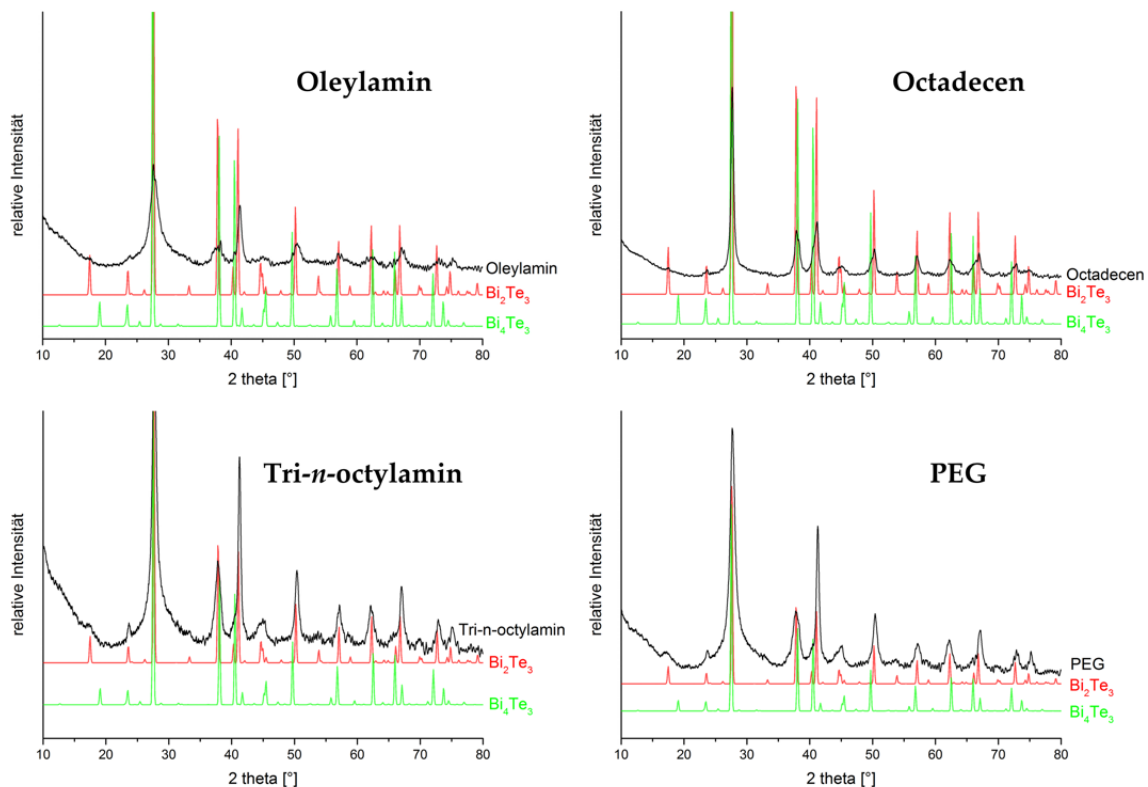 Oleylamin
relative Intensität
Oleylamin
Bi₂Te₃
Bi₄Te₃
10 20 30 40 50 60 70 80
2 theta [°]
Octadecen
relative Intensität
Octadecen
Bi₂Te₃
Bi₄Te₃
10 20 30 40 50 60 70 80
2 theta [°]
Tri-n-octylamin
relative Intensität
Tri-n-octylamin
Bi₂Te₃
Bi₄Te₃
10 20 30 40 50 60 70 80
2 theta [°]
PEG
relative Intensität
PEG
Bi₂Te₃
Bi₄Te₃
10 20 30 40 50 60 70 80
2 theta [°]